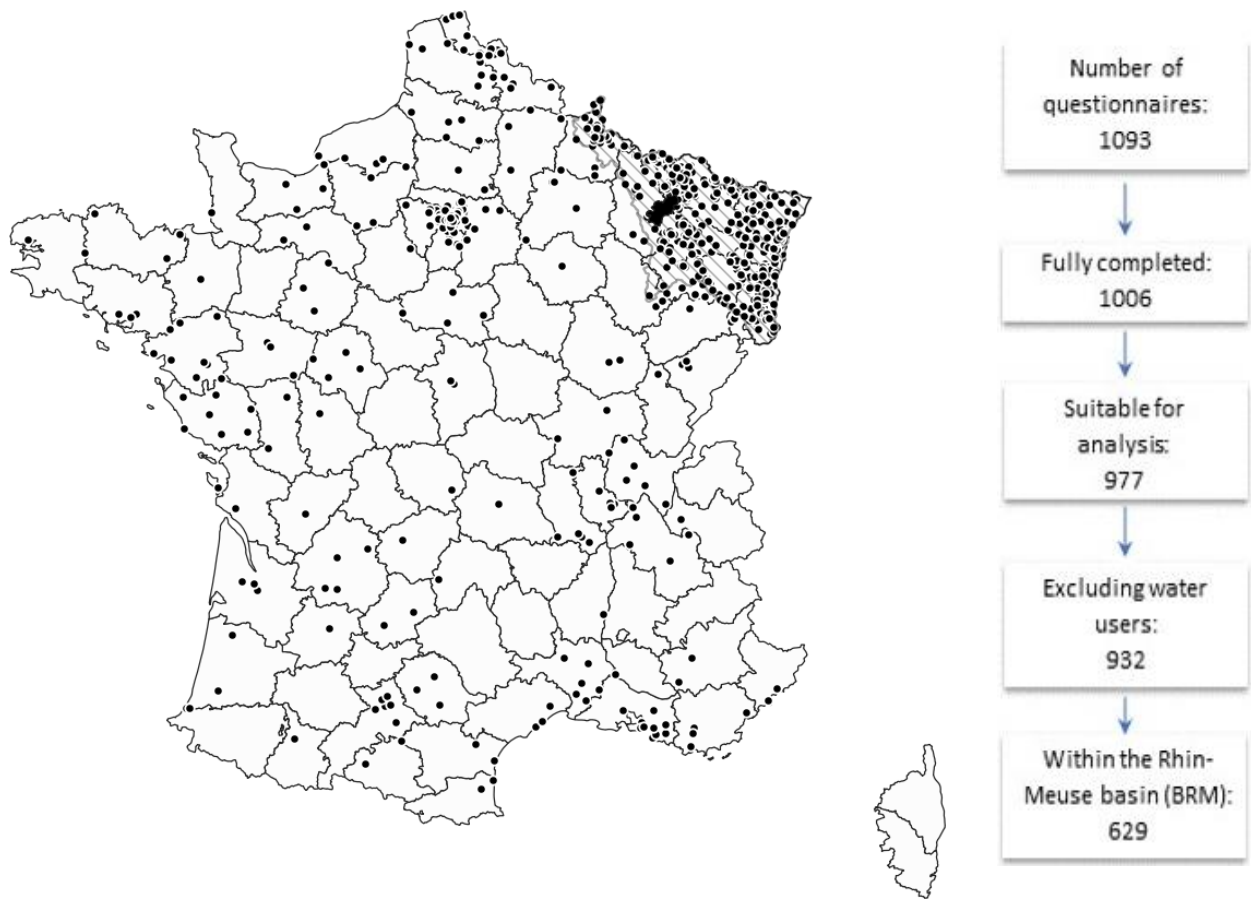 Number of
questionnaires:
1093
Fully completed:
1006
Suitable for
analysis:
977
Excluding water
users:
932
Within the Rhin-
Meuse basin (BRM):
629